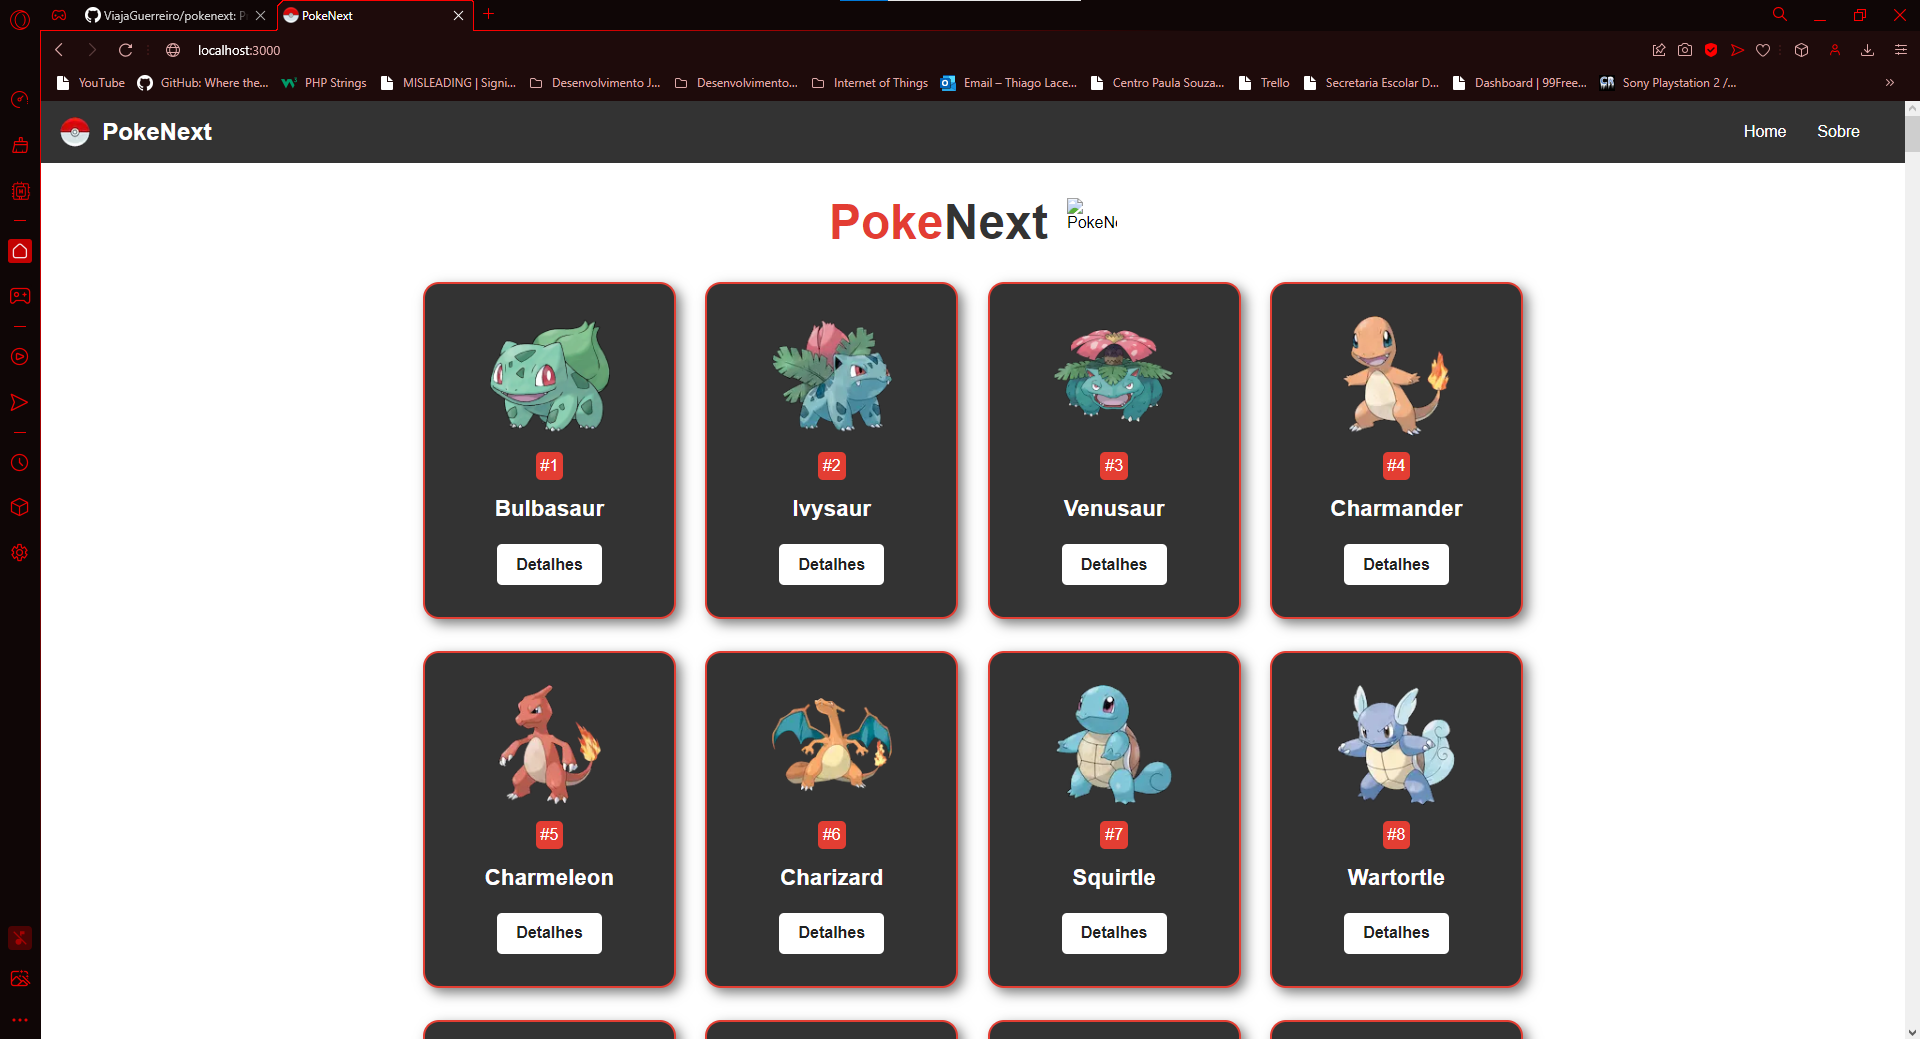 ViajaGuerreiro/pokenext: P
PokeNext
localhost:3000
YouTube
GitHub: Where the...
PHP Strings
MISLEADING | Signi...
Desenvolvimento J...
Desenvolvimento...
Internet of Things
Email – Thiago Lace...
Centro Paula Souza...
Trello
Secretaria Escolar D...
Dashboard | 99Free...
Sony Playstation 2 /...
PokeNext
Home
Sobre
PokeNext
PokeNe
#1
#2
#3
#4
Bulbasaur
Ivysaur
Venusaur
Charmander
Detalhes
Detalhes
Detalhes
Detalhes
#5
#6
#7
#8
Charmeleon
Charizard
Squirtle
Wartortle
Detalhes
Detalhes
Detalhes
Detalhes